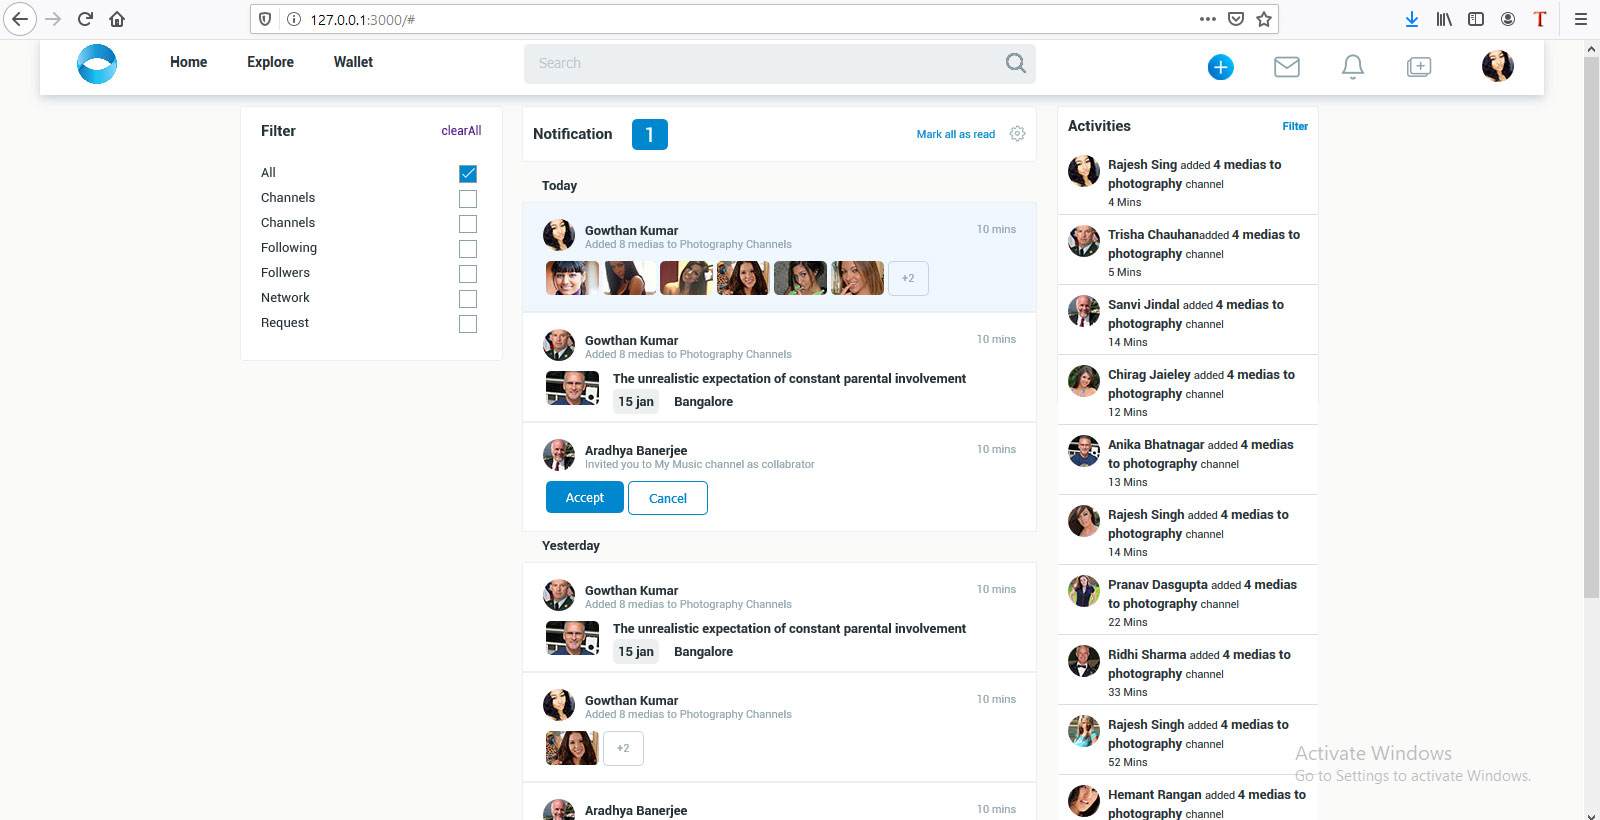 127.0.0.1:3000/#
T
Home
Explore
Wallet
Search
Filter
clearAll
All
Channels
Channels
Following
Follwers
Network
Request
Notification
1
Mark all as read
Today
Gowthan Kumar
10 mins
Added 8 medias to Photography Channels
+2
Gowthan Kumar
10 mins
Added 8 medias to Photography Channels
The unrealistic expectation of constant parental involvement
15 jan Bangalore
Aradhya Banerjee
10 mins
Invited you to My Music channel as collabrator
Accept
Cancel
Yesterday
Gowthan Kumar
10 mins
Added 8 medias to Photography Channels
The unrealistic expectation of constant parental involvement
15 jan Bangalore
Gowthan Kumar
10 mins
Added 8 medias to Photography Channels
+2
Aradhya Banerjee
10 mins
Activities
Filter
Rajesh Sing added 4 medias to
photography channel
4 Mins
Trisha Chauhanadded 4 medias to
photography channel
5 Mins
Sanvi Jindal added 4 medias to
photography channel
14 Mins
Chirag Jaieley added 4 medias to
photography channel
12 Mins
Anika Bhatnagar added 4 medias
to photography channel
13 Mins
Rajesh Singh added 4 medias to
photography channel
14 Mins
Pranav Dasgupta added 4 medias
to photography channel
22 Mins
Ridhi Sharma added 4 medias to
photography channel
33 Mins
Rajesh Singh added 4 medias to
photography channel
52 Mins
Hemant Rangan added 4 medias to
photography channel
Activate Windows
Go to Settings to activate Windows.